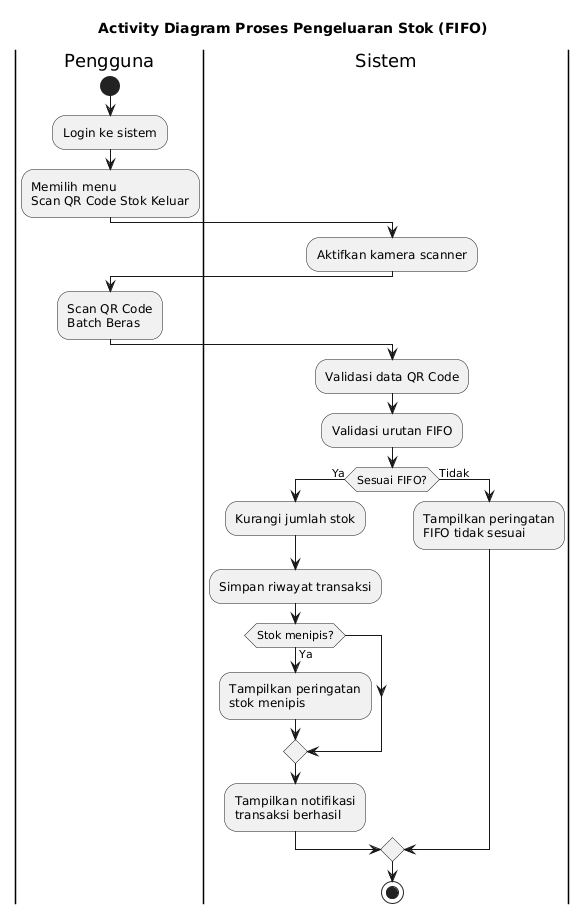 Activity Diagram Proses Pengeluaran Stok (FIFO)
Pengguna
Sistem
Login ke sistem
Memilih menu
Scan QR Code Stok Keluar
Aktifkan kamera scanner
Scan QR Code
Batch Beras
Validasi data QR Code
Validasi urutan FIFO
Ya
Sesuai FIFO?
Tidak
Kurangi jumlah stok
Tampilkan peringatan
FIFO tidak sesuai
Simpan riwayat transaksi
Stok menipis?
Ya
Tampilkan peringatan
stok menipis
Tampilkan notifikasi
transaksi berhasil